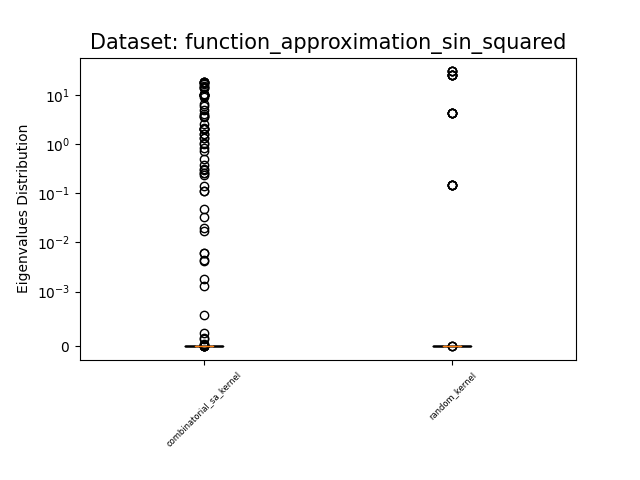 Dataset: function_approximation_sin_squared
Eigenvalues Distribution
10¹
10⁰
10⁻¹
10⁻²
10⁻³
0
combinatorial_sa_kernel
random_kernel